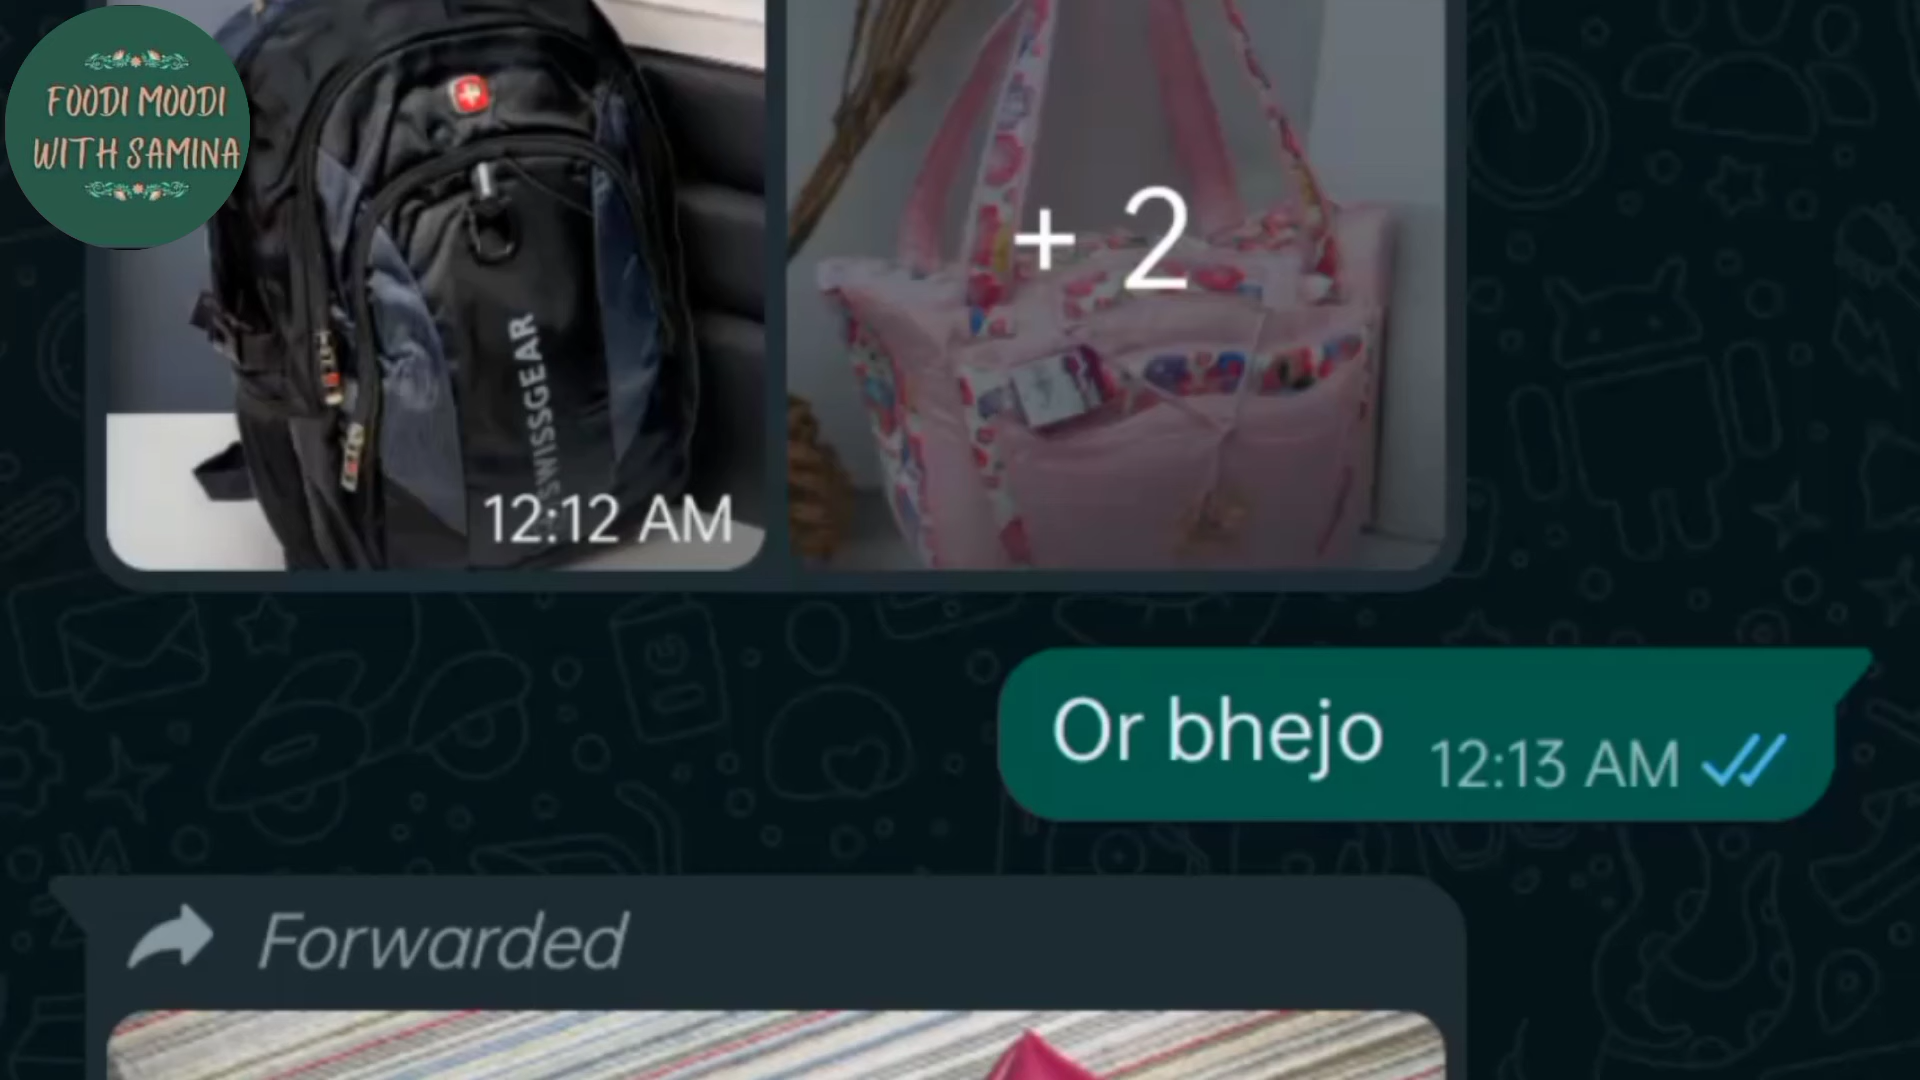 FOODI MOODI
WITH SAMINA
SWISSGEAR
+ 2
12:12 AM
Or bhejo
12:13 AM
Forwarded